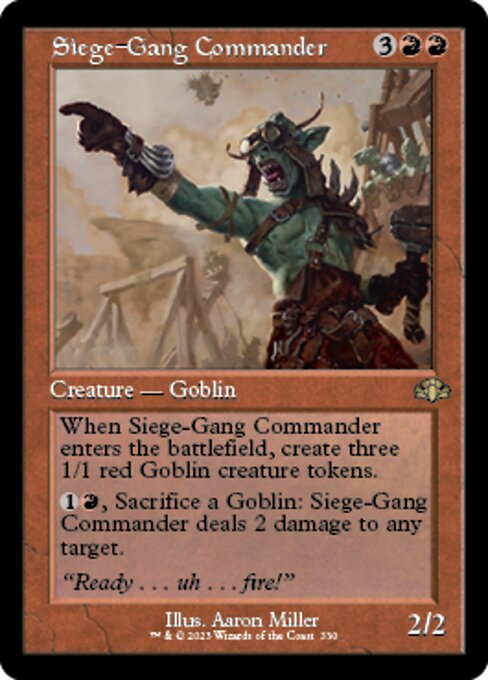 Siege-Gang Commander 3
Creature — Goblin
When Siege-Gang Commander
enters the battlefield, create three
1/1 red Goblin creature tokens.
1, Sacrifice a Goblin: Siege-Gang
Commander deals 2 damage to any
target.
“Ready . . . uh . . . fire!”
Illus. Aaron Miller
™ & © 2023 Wizards of the Coast 330
2/2